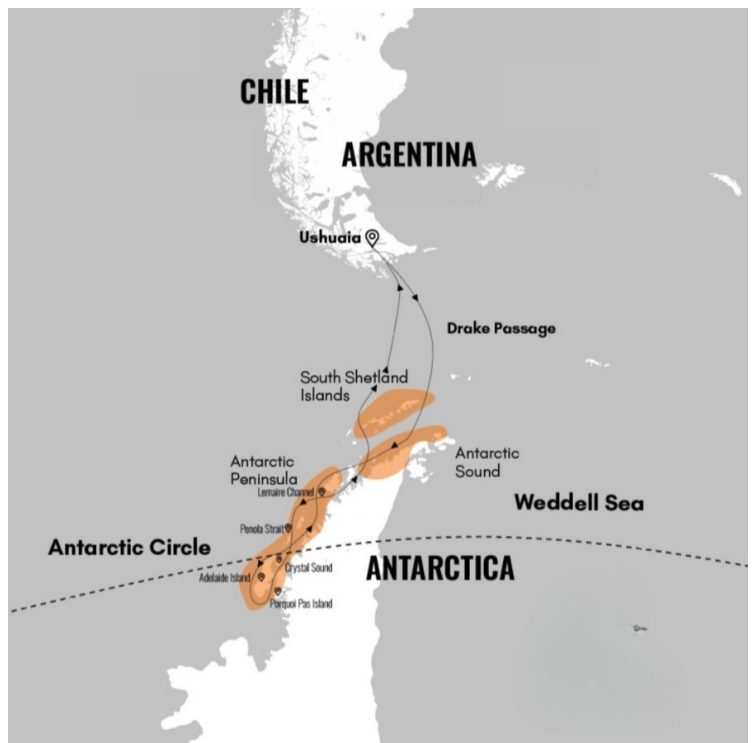 CHILE
ARGENTINA
Ushuaia
Drake Passage
South Shetland
Islands
Antarctic
Sound
Antarctic
Peninsula
Lemaire Channel
Weddell Sea
Penola Strait
Antarctic Circle
Crystal Sound
ANTARCTICA
Adelaide Island
Porquoi Pas Island